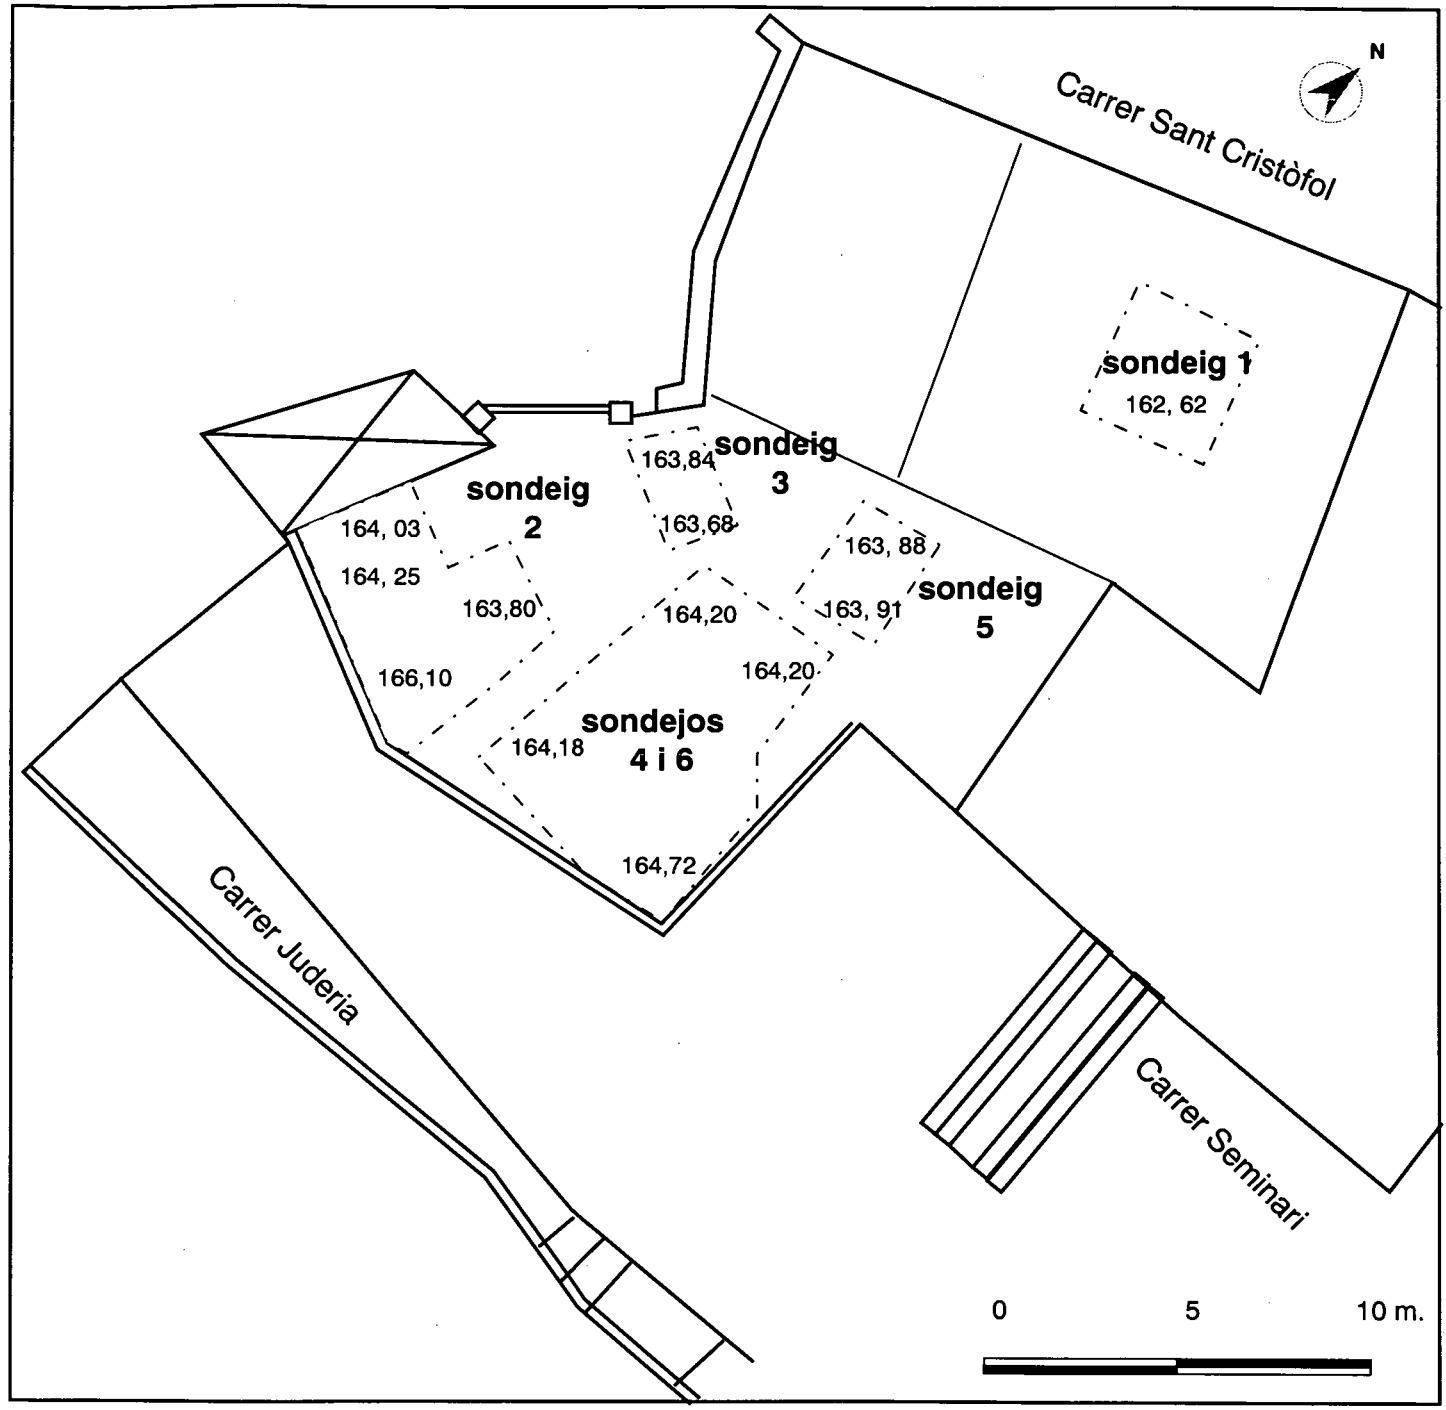 N
Carrer Sant Cristòfol
sondeig 1
162, 62
sondeig
3
163,84
163,68
sondeig
2
164, 03
164, 25
163,80
166,10
163, 88
163, 91
sondeig
5
164,20
164,20
sondejos
4 i 6
164,18
164,72
Carrer Juderia
Carrer Seminari
0 5 10 m.